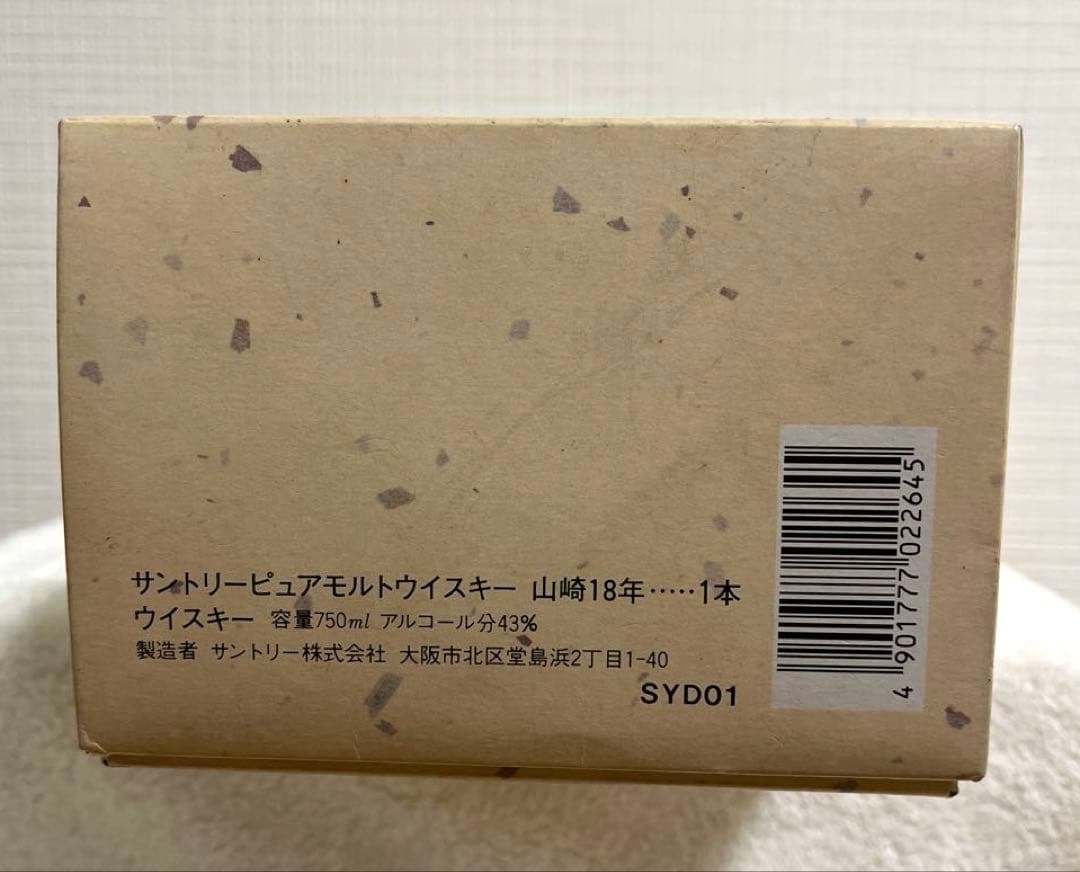 サントリーピュアモルトウイスキー 山崎18年‥‥‥1本
ウイスキー 容量750ml アルコール分43%
製造者 サントリー株式会社 大阪市北区堂島浜2丁目1-40
SYD01
4 901777 022645